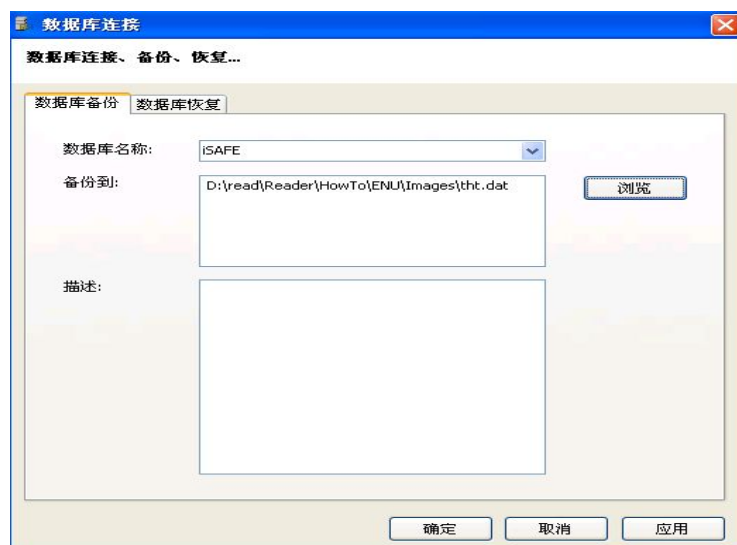 数据库连接
数据库连接、备份、恢复...
数据库备份 数据库恢复
数据库名称: iSAFE
备份到: D:\read\Reader\HowTo\ENU\Images\tht.dat 浏览
描述:
确定 取消 应用